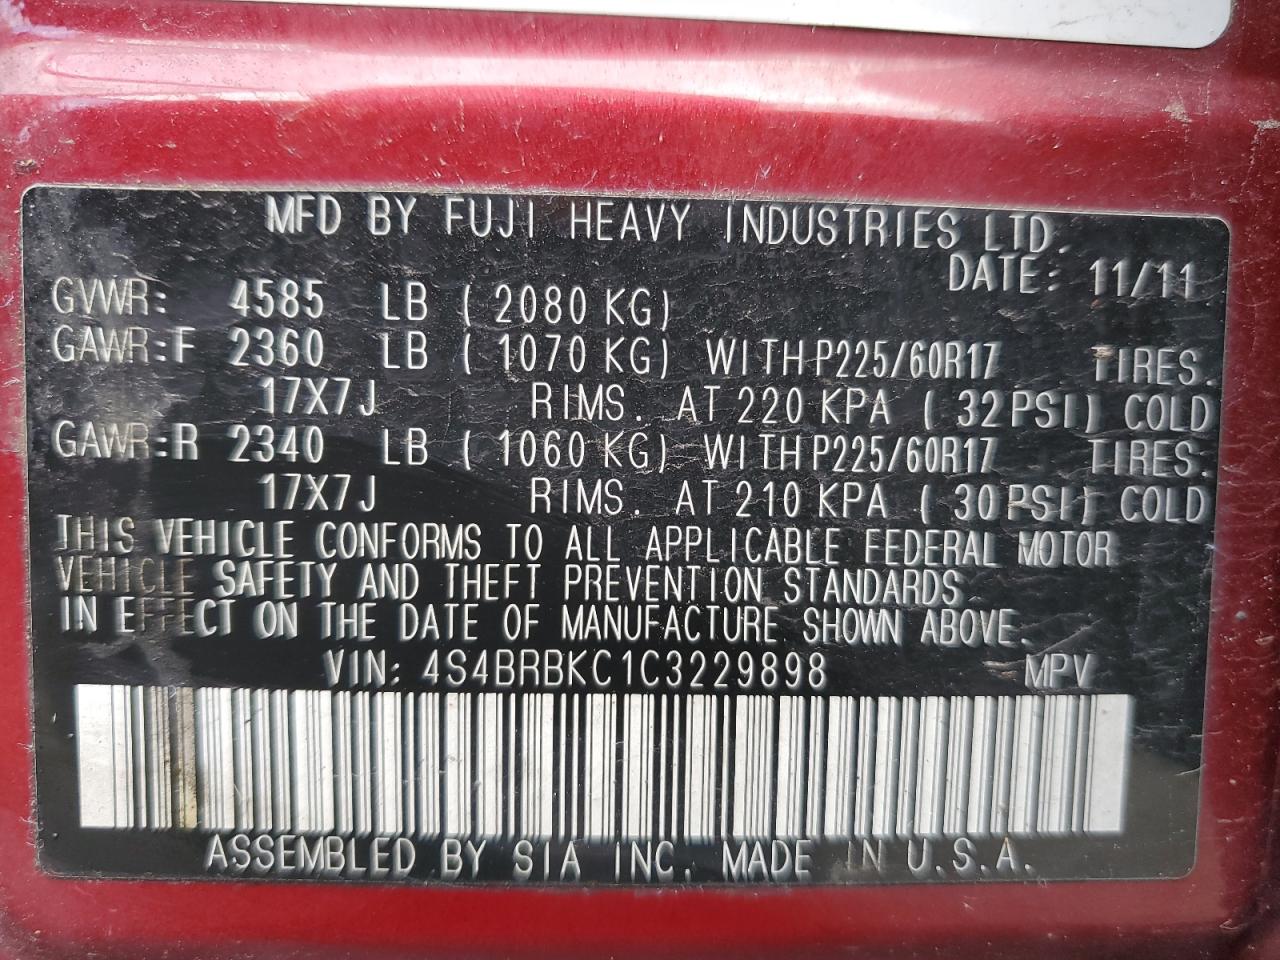 MFD BY FUJI HEAVY INDUSTRIES LTD.
DATE: 11/11
GVWR: 4585 LB ( 2080 KG)
GAWR:F 2360 LB ( 1070 KG) WITH P225/60R17 TIRES.
17X7J RIMS. AT 220 KPA ( 32 PSI) COLD
GAWR:R 2340 LB ( 1060 KG) WITH P225/60R17 TIRES.
17X7J RIMS. AT 210 KPA ( 30 PSI) COLD
THIS VEHICLE CONFORMS TO ALL APPLICABLE FEDERAL MOTOR
VEHICLE SAFETY AND THEFT PREVENTION STANDARDS
IN EFFECT ON THE DATE OF MANUFACTURE SHOWN ABOVE.
VIN: 4S4BRBKC1C3229898 MPV
ASSEMBLED BY SIA INC. MADE IN U.S.A.